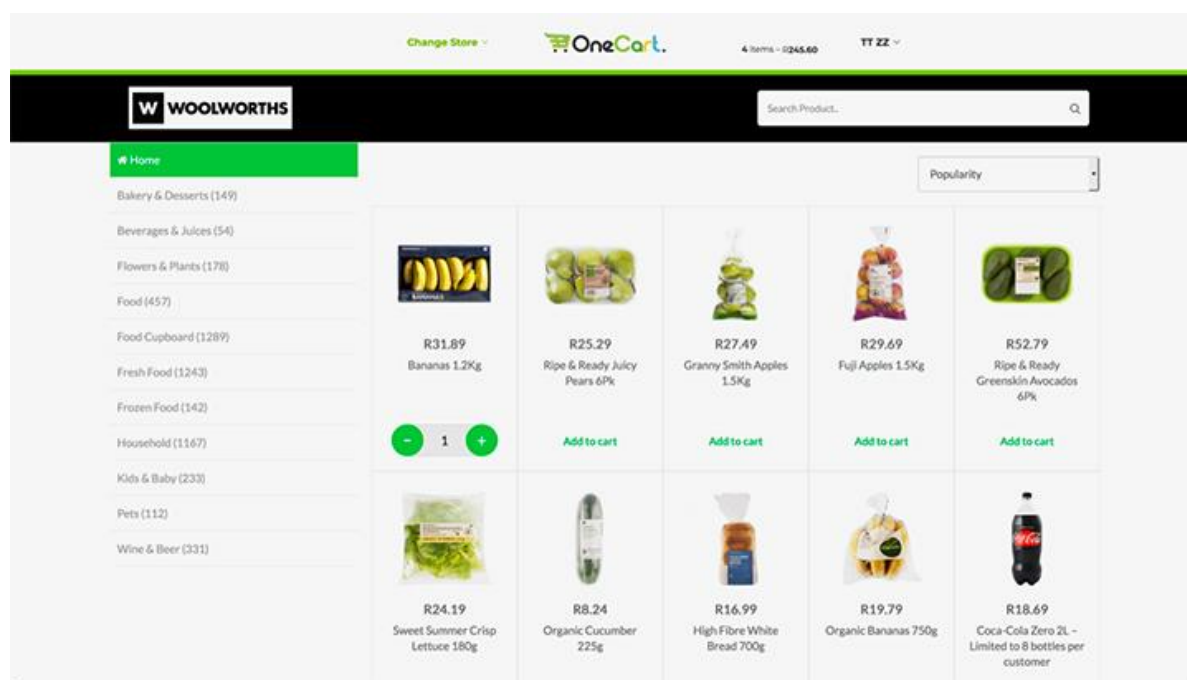 Change Store
OneCart.
4 items - R245.60
TT ZZ
W WOOLWORTHS
Search Product..
Home
Bakery & Desserts (149)
Beverages & Juices (54)
Flowers & Plants (178)
Food (457)
Food Cupboard (1289)
Fresh Food (1243)
Frozen Food (142)
Household (1167)
Kids & Baby (233)
Pets (112)
Wine & Beer (331)
Popularity
BANANAS
R31.89
Bananas 1.2Kg
- 1 +
R25.29
Ripe & Ready Juicy
Pears 6Pk
Add to cart
R27.49
Granny Smith Apples
1.5Kg
Add to cart
R29.69
Fuji Apples 1.5Kg
Add to cart
R52.79
Ripe & Ready
Greenskin Avocados
6Pk
Add to cart
R24.19
Sweet Summer Crisp
Lettuce 180g
R8.24
Organic Cucumber
225g
R16.99
High Fibre White
Bread 700g
R19.79
Organic Bananas 750g
Coca-Cola
R18.69
Coca-Cola Zero 2L -
Limited to 8 bottles per
customer